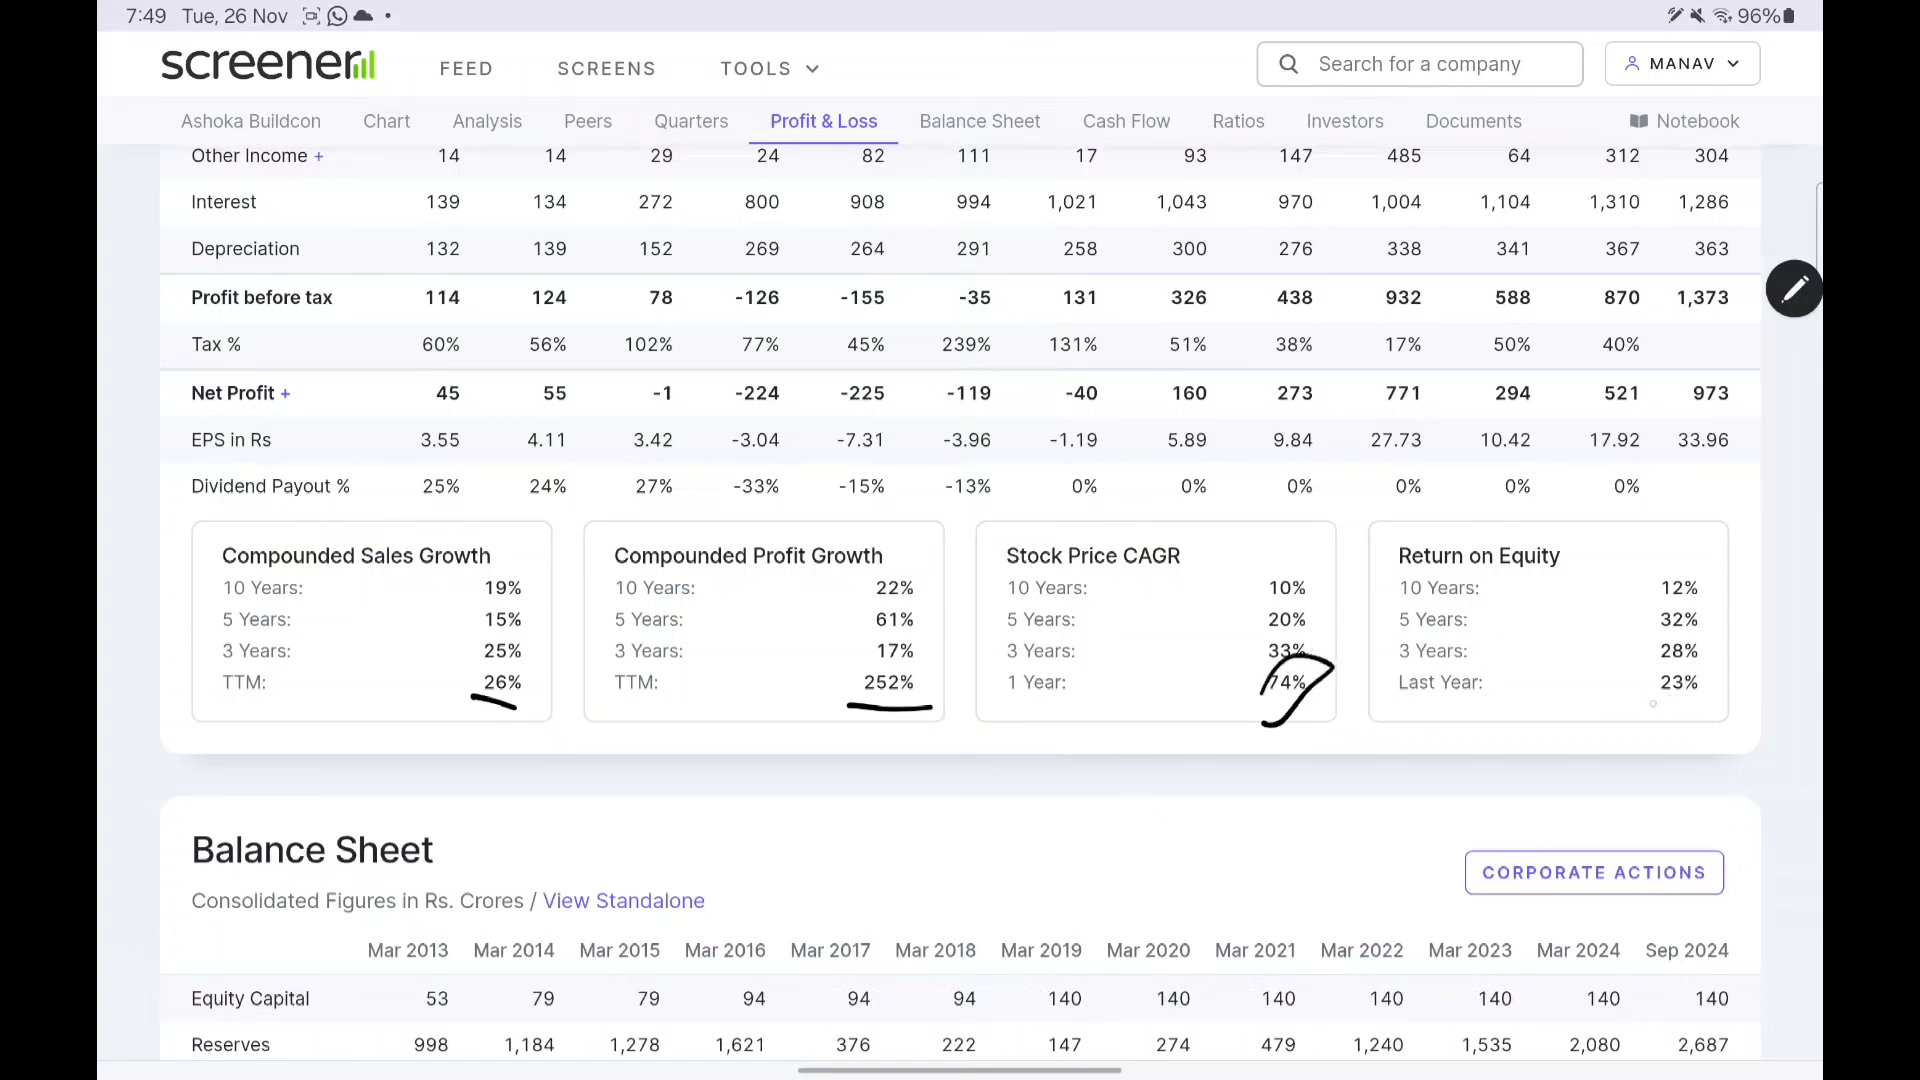 7:49 Tue, 26 Nov 96%
screener FEED SCREENS TOOLS Search for a company MANAV
Ashoka Buildcon Chart Analysis Peers Quarters Profit & Loss Balance Sheet Cash Flow Ratios Investors Documents Notebook
Other Income + 14 14 29 24 82 111 17 93 147 485 64 312 304
Interest 139 134 272 800 908 994 1,021 1,043 970 1,004 1,104 1,310 1,286
Depreciation 132 139 152 269 264 291 258 300 276 338 341 367 363
Profit before tax 114 124 78 -126 -155 -35 131 326 438 932 588 870 1,373
Tax % 60% 56% 102% 77% 45% 239% 131% 51% 38% 17% 50% 40%
Net Profit + 45 55 -1 -224 -225 -119 -40 160 273 771 294 521 973
EPS in Rs 3.55 4.11 3.42 -3.04 -7.31 -3.96 -1.19 5.89 9.84 27.73 10.42 17.92 33.96
Dividend Payout % 25% 24% 27% -33% -15% -13% 0% 0% 0% 0% 0% 0%
Compounded Sales Growth
10 Years: 19%
5 Years: 15%
3 Years: 25%
TTM: 26%
Compounded Profit Growth
10 Years: 22%
5 Years: 61%
3 Years: 17%
TTM: 252%
Stock Price CAGR
10 Years: 10%
5 Years: 20%
3 Years: 33%
1 Year: 74%
Return on Equity
10 Years: 12%
5 Years: 32%
3 Years: 28%
Last Year: 23%
Balance Sheet
CORPORATE ACTIONS
Consolidated Figures in Rs. Crores / View Standalone
Mar 2013 Mar 2014 Mar 2015 Mar 2016 Mar 2017 Mar 2018 Mar 2019 Mar 2020 Mar 2021 Mar 2022 Mar 2023 Mar 2024 Sep 2024
Equity Capital 53 79 79 94 94 94 140 140 140 140 140 140 140
Reserves 998 1,184 1,278 1,621 376 222 147 274 479 1,240 1,535 2,080 2,687